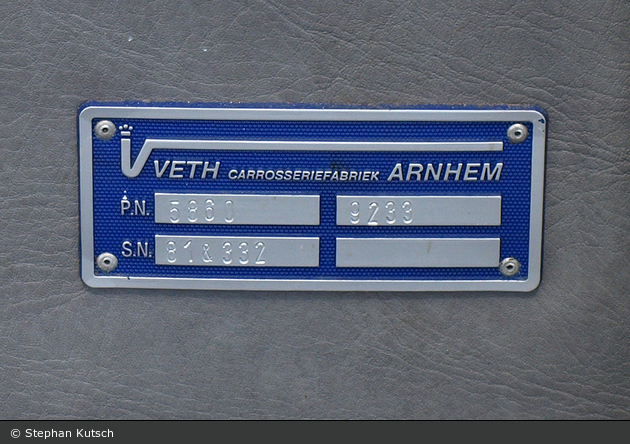 VETH CARROSSERIEFABRIEK ARNHEM
P.N. 5860 9233
S.N. 81&332
© Stephan Kutsch